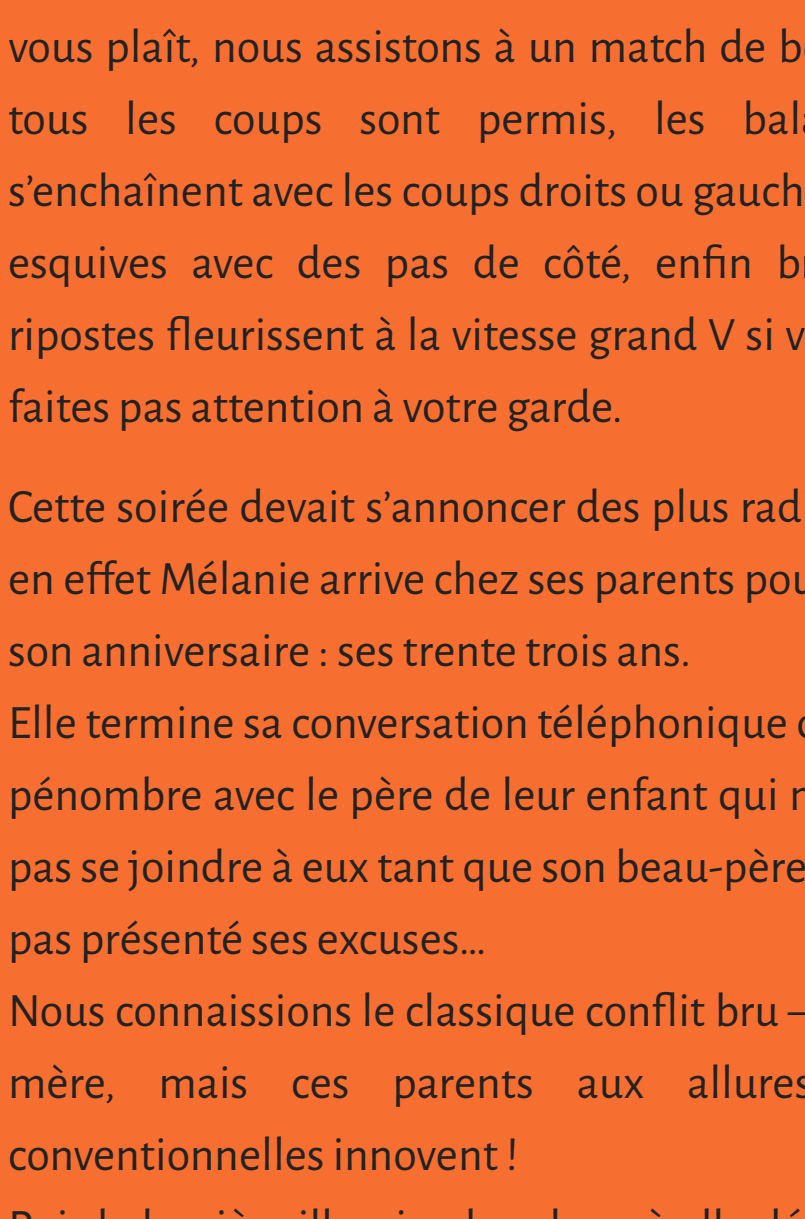 vous plaît, nous assistons à un match de
tous les coups sont permis, les
s’enchaînent avec les coups droits ou
esquives avec des pas de côté, enfin
ripostes fleurissent à la vitesse grand V si
faites pas attention à votre garde.
Cette soirée devait s’annoncer des plus
en effet Mélanie arrive chez ses parents
son anniversaire : ses trente trois ans.
Elle termine sa conversation téléphonique
pénombre avec le père de leur enfant qui
pas se joindre à eux tant que son beau-père
pas présenté ses excuses…
Nous connaissions le classique conflit bru –
mère, mais ces parents aux allures
conventionnelles innovent !